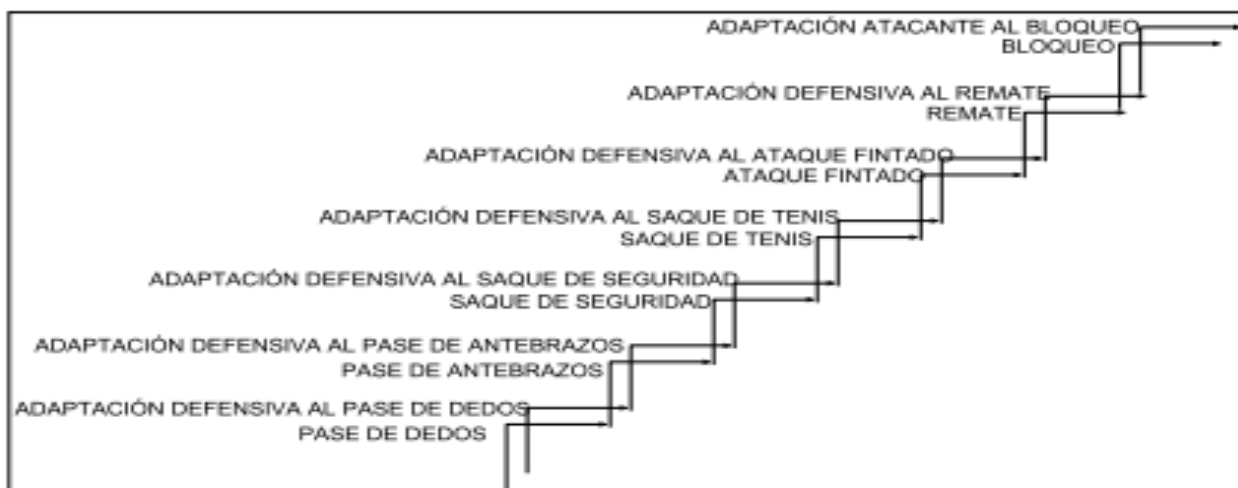 ADAPTACIÓN ATACANTE AL BLOQUEO
BLOQUEO
ADAPTACIÓN DEFENSIVA AL REMATE
REMATE
ADAPTACIÓN DEFENSIVA AL ATAQUE FINTADO
ATAQUE FINTADO
ADAPTACIÓN DEFENSIVA AL SAQUE DE TENIS
SAQUE DE TENIS
ADAPTACIÓN DEFENSIVA AL SAQUE DE SEGURIDAD
SAQUE DE SEGURIDAD
ADAPTACIÓN DEFENSIVA AL PASE DE ANTEBRAZOS
PASE DE ANTEBRAZOS
ADAPTACIÓN DEFENSIVA AL PASE DE DEDOS
PASE DE DEDOS